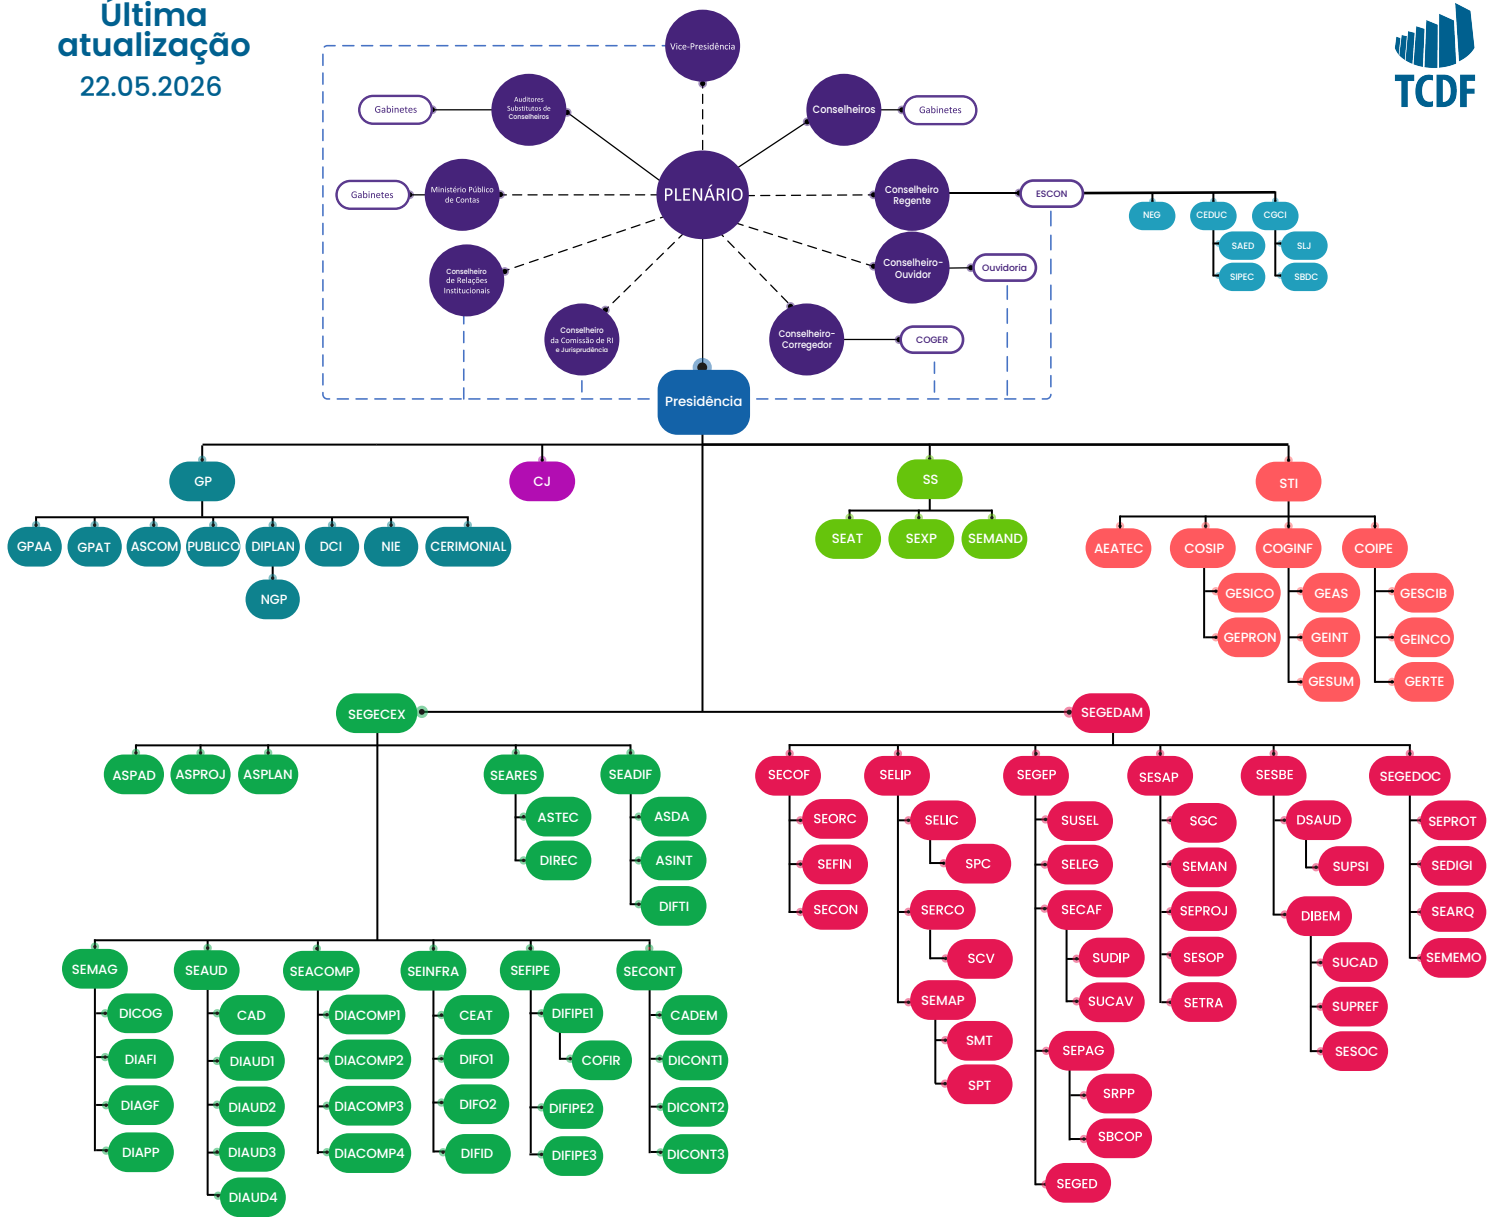 Última
atualização
22.05.2026
TCDF
Vice-Presidência
Gabinetes
Auditores
Substitutos de
Conselheiros
Conselheiros
Gabinetes
Gabinetes
Ministério Público
de Contas
PLENÁRIO
Conselheiro
Regente
ESCON
NEG
CEDUC
CGCI
SAED
SLJ
SIPEC
SBDC
Conselheiro
de Relações
Institucionais
Conselheiro-
Ouvidor
Ouvidoria
Conselheiro
da Comissão de RI
e Jurisprudência
Conselheiro-
Corregedor
COGER
Presidência
GP
CJ
SS
STI
GPAA
GPAT
ASCOM
PUBLICO
DIPLAN
DCI
NIE
CERIMONIAL
NGP
SEAT
SEXP
SEMAND
AEATEC
COSIP
COGINF
COIPE
GESICO
GEAS
GESCIB
GEPRON
GEINT
GEINCO
GESUM
GERTE
SEGECEX
SEGEDAM
ASPAD
ASPROJ
ASPLAN
SEARES
SEADIF
ASTEC
ASDA
DIREC
ASINT
DIFTI
SECOF
SELIP
SEGEP
SESAP
SESBE
SEGEDOC
SEORC
SELIC
SUSEL
SGC
DSAUD
SEPROT
SEFIN
SPC
SELEG
SEMAN
SUPSI
SEDIGI
SECON
SERCO
SECAF
SEPROJ
DIBEM
SEARQ
SCV
SUDIP
SESOP
SUCAD
SEMEMO
SEMAP
SUCAV
SETRA
SUPREF
SMT
SEPAG
SESOC
SPT
SRPP
SBCOP
SEGED
SEMAG
SEAUD
SEACOMP
SEINFRA
SEFIPE
SECONT
DICOG
CAD
DIACOMP1
CEAT
DIFIPE1
CADEM
DIAFI
DIAUD1
DIACOMP2
DIFO1
COFIR
DICONT1
DIAGF
DIAUD2
DIACOMP3
DIFO2
DIFIPE2
DICONT2
DIAPP
DIAUD3
DIACOMP4
DIFID
DIFIPE3
DICONT3
DIAUD4